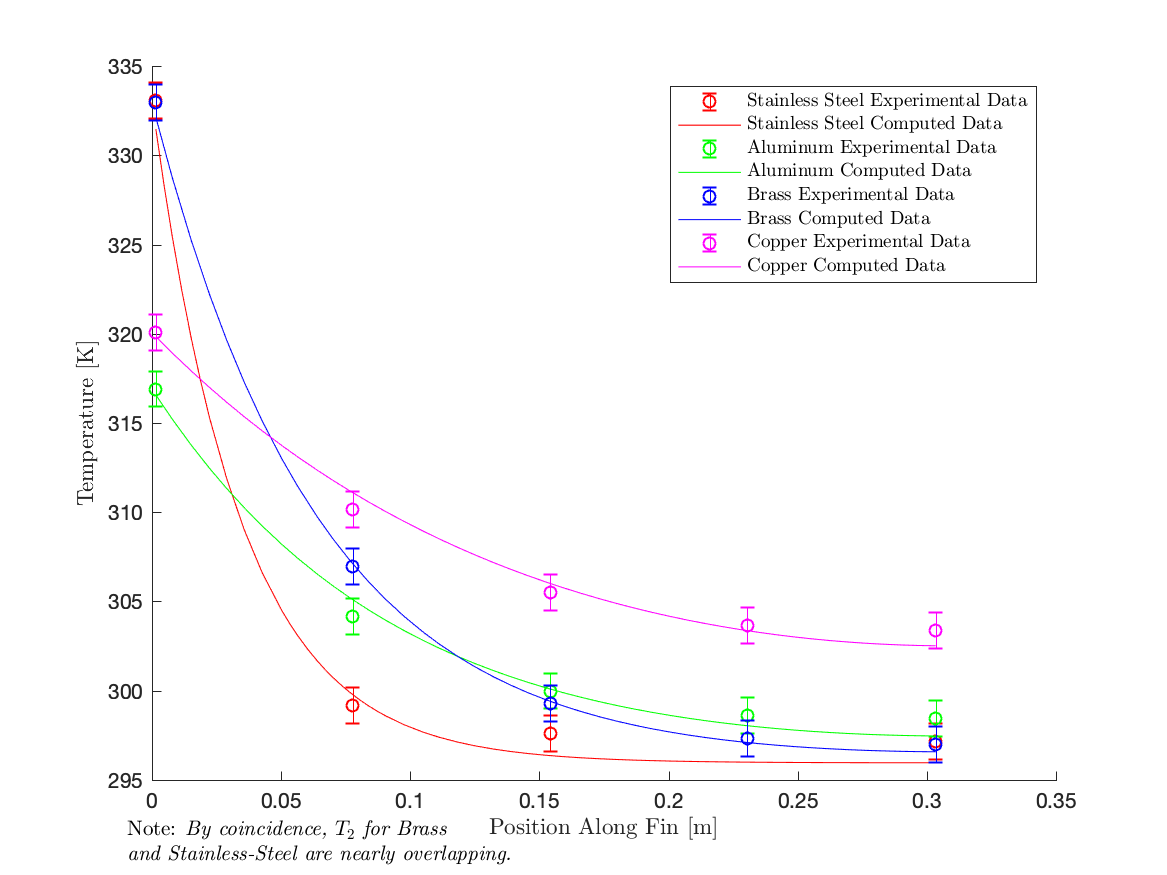 335
330
325
320
315
310
305
300
295
Temperature [K]
Stainless Steel Experimental Data
Stainless Steel Computed Data
Aluminum Experimental Data
Aluminum Computed Data
Brass Experimental Data
Brass Computed Data
Copper Experimental Data
Copper Computed Data
0 0.05 0.1 0.15 0.2 0.25 0.3 0.35
Position Along Fin [m]
Note: By coincidence, T₂ for Brass
and Stainless-Steel are nearly overlapping.